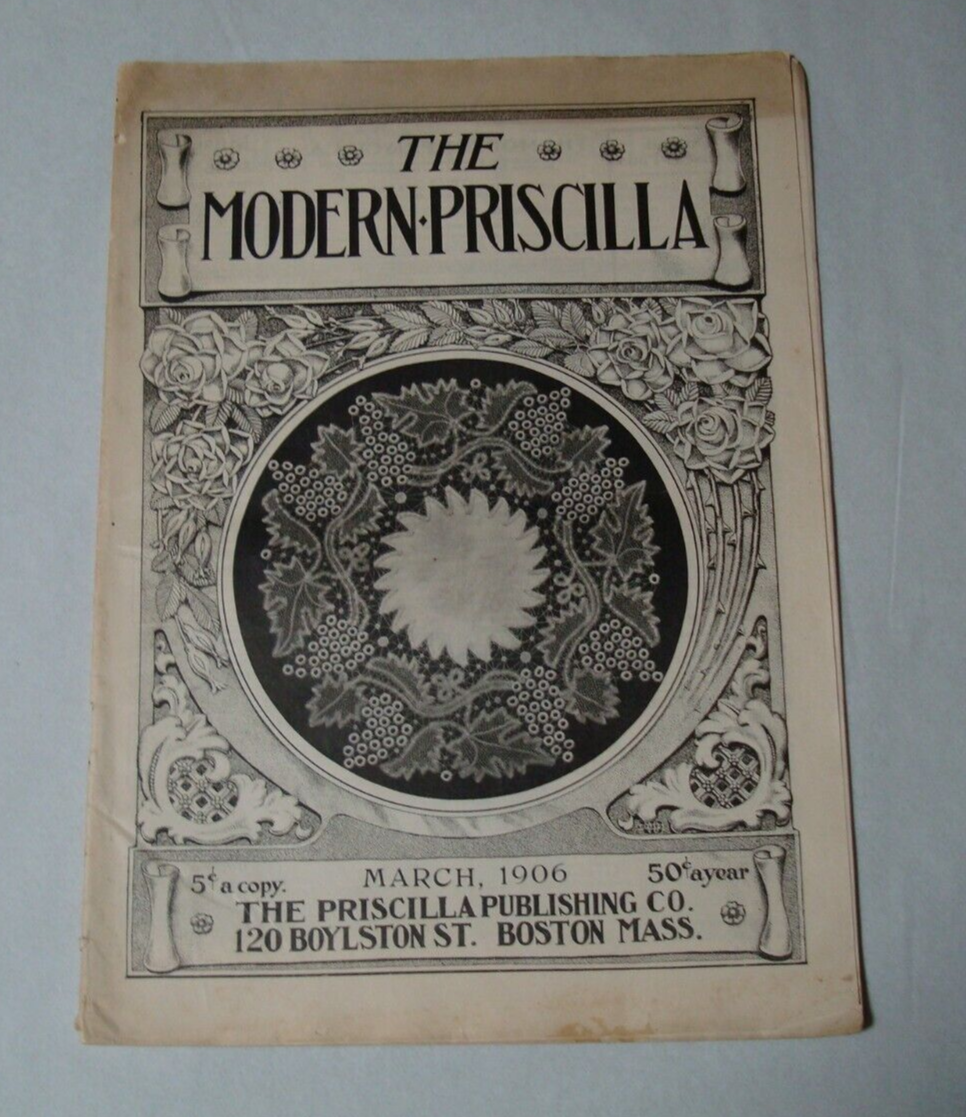 THE
MODERN·PRISCILLA
5¢ a copy. MARCH, 1906 50¢ a year
THE PRISCILLA PUBLISHING CO.
120 BOYLSTON ST. BOSTON MASS.